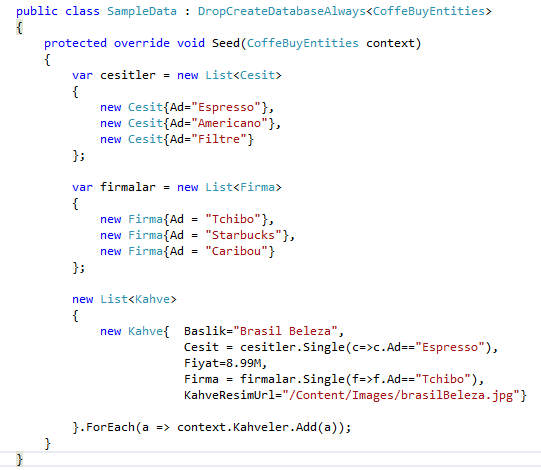 public class SampleData : DropCreateDatabaseAlways<CoffeBuyEntities>
{
    protected override void Seed(CoffeBuyEntities context)
    {
        var cesitler = new List<Cesit>
        {
            new Cesit{Ad="Espresso"},
            new Cesit{Ad="Americano"},
            new Cesit{Ad="Filtre"}
        };

        var firmalar = new List<Firma>
        {
            new Firma{Ad = "Tchibo"},
            new Firma{Ad = "Starbucks"},
            new Firma{Ad = "Caribou"}
        };

        new List<Kahve>
        {
            new Kahve{  Baslik="Brasil Beleza",
                        Cesit = cesitler.Single(c=>c.Ad=="Espresso"),
                        Fiyat=8.99M,
                        Firma = firmalar.Single(f=>f.Ad=="Tchibo"),
                        KahveResimUrl="/Content/Images/brasilBeleza.jpg"}

        }.ForEach(a => context.Kahveler.Add(a));
    }
}